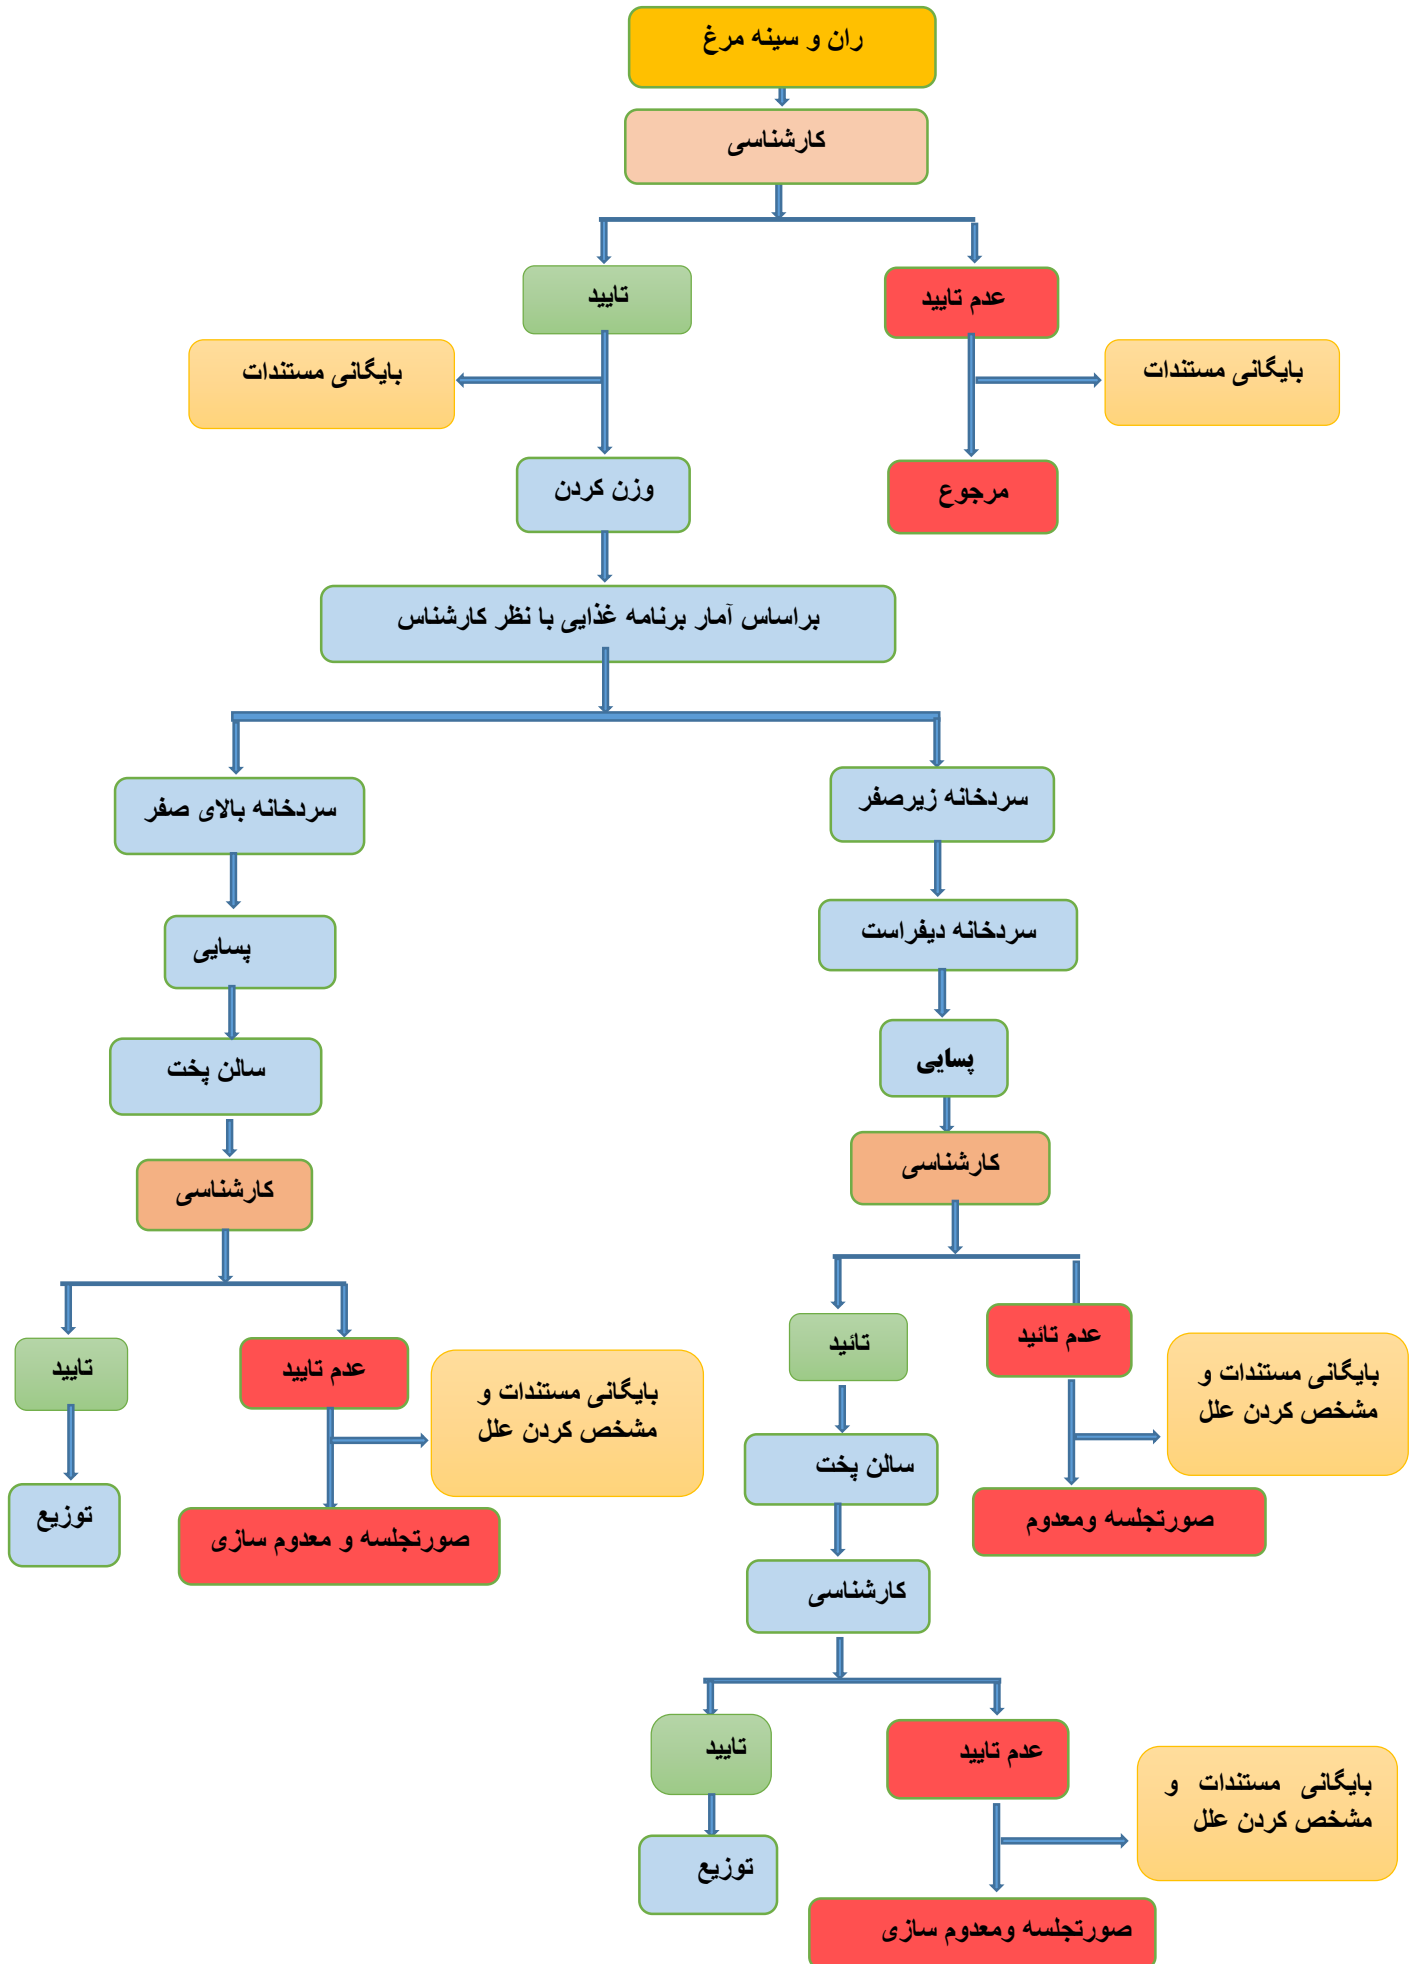 ران و سینه مرغ
کارشناسی
عدم تایید
تایید
بایگانی مستندات
بایگانی مستندات
مرجوع
وزن کردن
براساس آمار برنامه غذایی با نظر کارشناس
سردخانه زیرصفر
سردخانه بالای صفر
سردخانه دیفراست
پسایی
پسایی
سالن پخت
کارشناسی
کارشناسی
عدم تائید
تائید
بایگانی مستندات و
مشخص کردن علل
عدم تایید
تایید
بایگانی مستندات و
مشخص کردن علل
سالن پخت
صورتجلسه ومعدوم
توزیع
صورتجلسه و معدوم سازی
کارشناسی
عدم تایید
تایید
بایگانی مستندات و
مشخص کردن علل
توزیع
صورتجلسه ومعدوم سازی